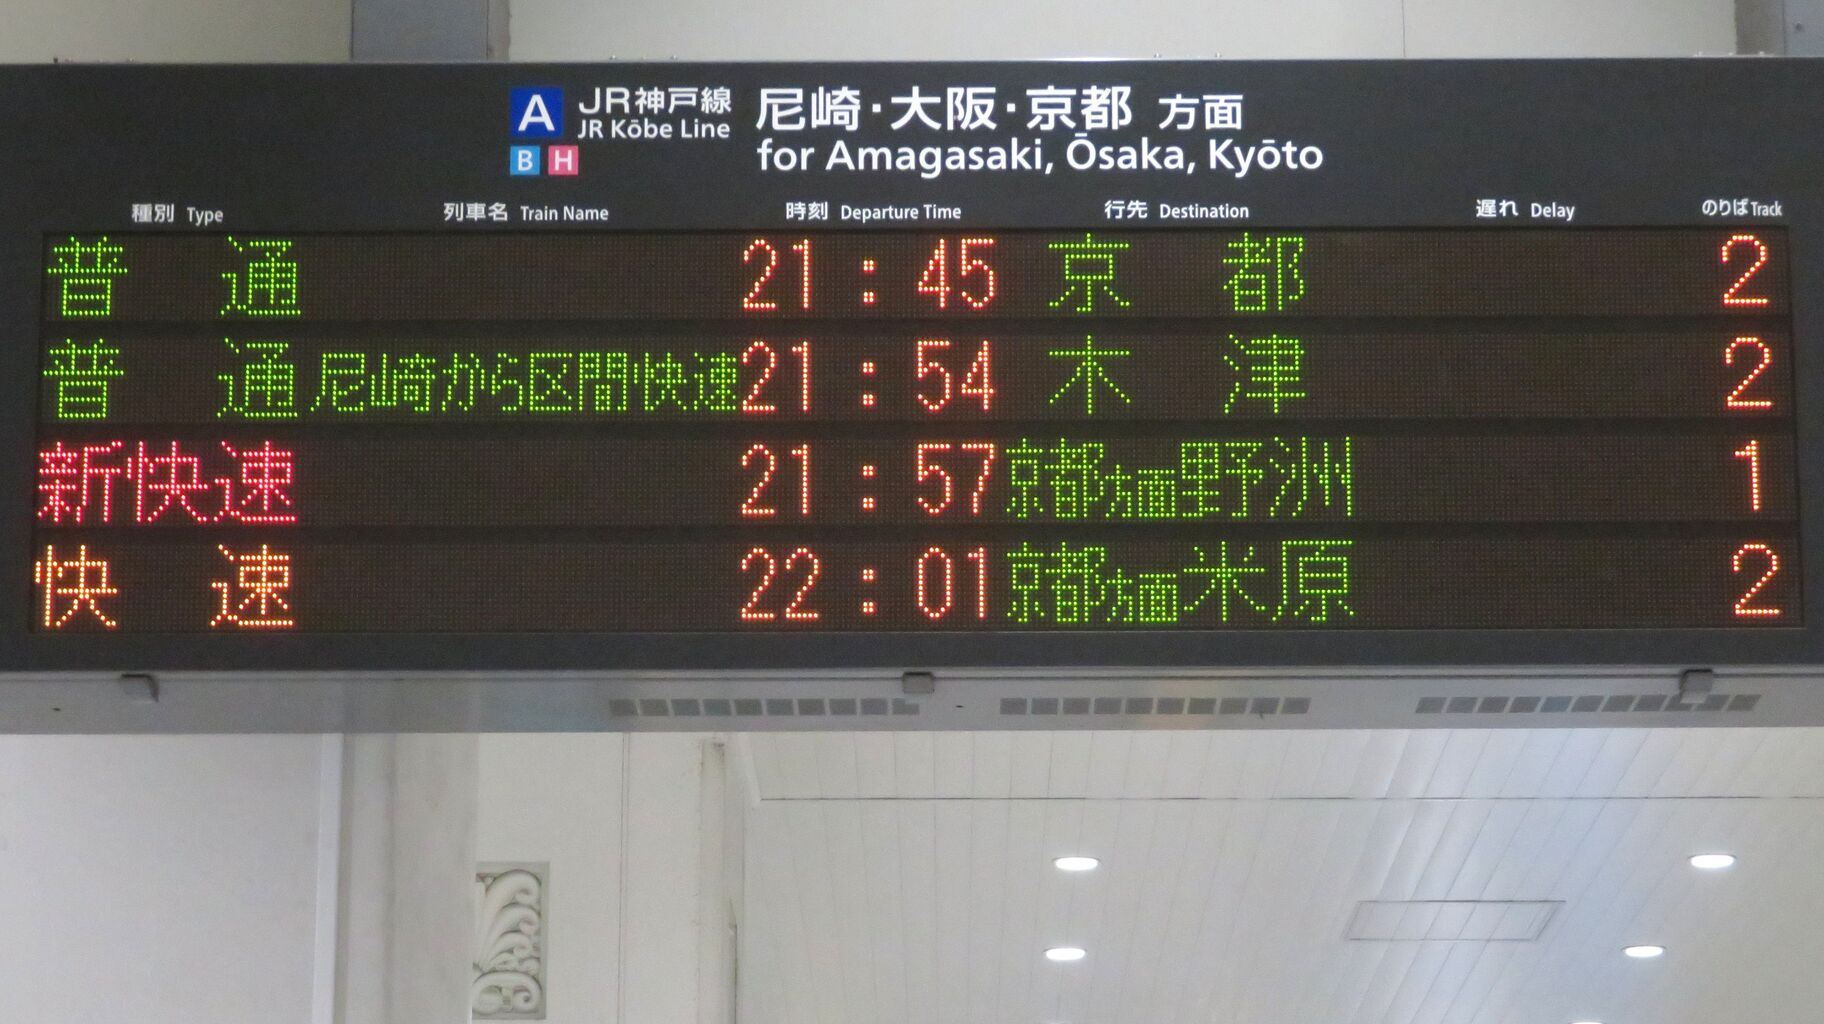 A JR神戸線 尼崎・大阪・京都 方面
JR Kōbe Line for Amagasaki, Ōsaka, Kyōto
B H
種別 Type 列車名 Train Name 時刻 Departure Time 行先 Destination 遅れ Delay のりば Track
普通 21:45 京都 2
普通 尼崎から区間快速 21:54 木津 2
新快速 21:57 京都方面野洲 1
快速 22:01 京都方面米原 2